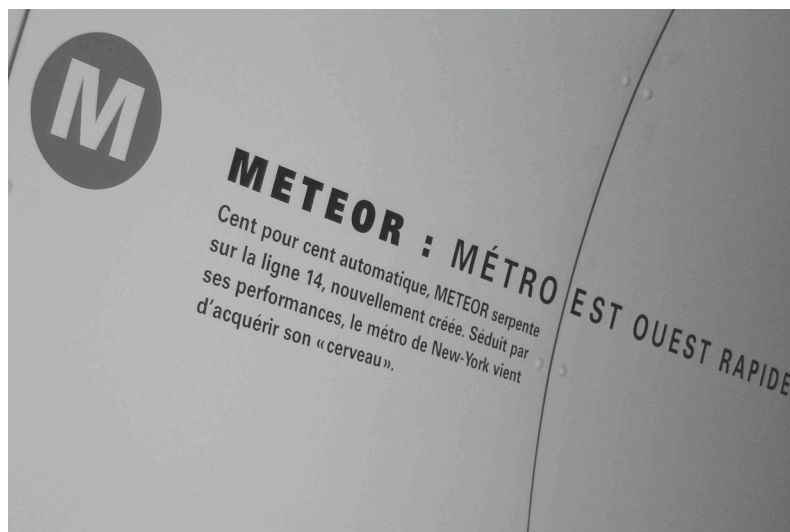 M
METEOR : MÉTRO EST OUEST RAPIDE
Cent pour cent automatique, METEOR serpente
sur la ligne 14, nouvellement créée. Séduit par
ses performances, le métro de New-York vient
d'acquérir son «cerveau».